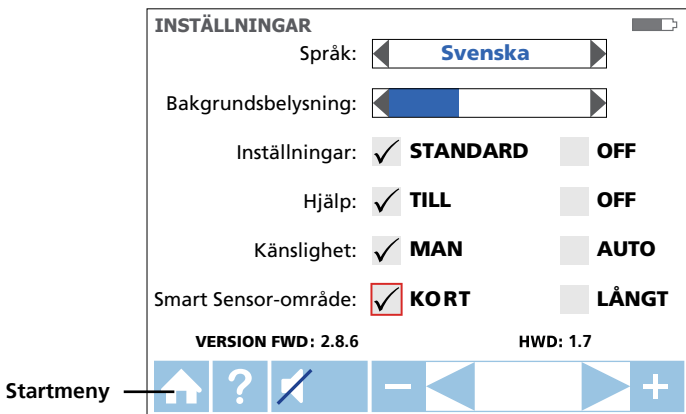 INSTÄLLNINGAR
Språk: Svenska
Bakgrundsbelysning:
Inställningar: STANDARD OFF
Hjälp: TILL OFF
Känslighet: MAN AUTO
Smart Sensor-område: KORT LÅNGT
VERSION FWD: 2.8.6 HWD: 1.7
Startmeny ? − +